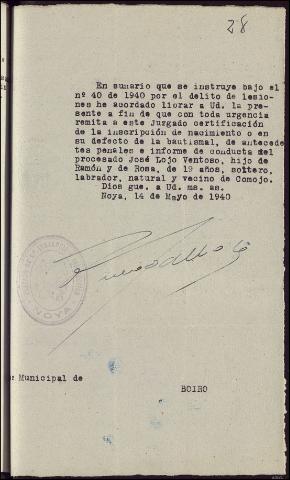 28
En sumario que se instruye bajo el
nº 40 de 1940 por el delito de lesio-
nes he acordado librar a Ud. la pre-
sente a fin de que con toda urgencia
remita a este Juzgado certificación
de la inscripción de nacimiento o en
su defecto de la bautismal, de antecede
tes penales e informe de conducta del
procesado José Lojo Ventoso, hijo de
Ramón y de Rosa, de 19 años, soltero,
labrador, natural y vecino de Comojo.
Dios gue. a Ud. ms. as.
Noya, 14 de Mayo de 1940
NOYA
Municipal de
BOIRO